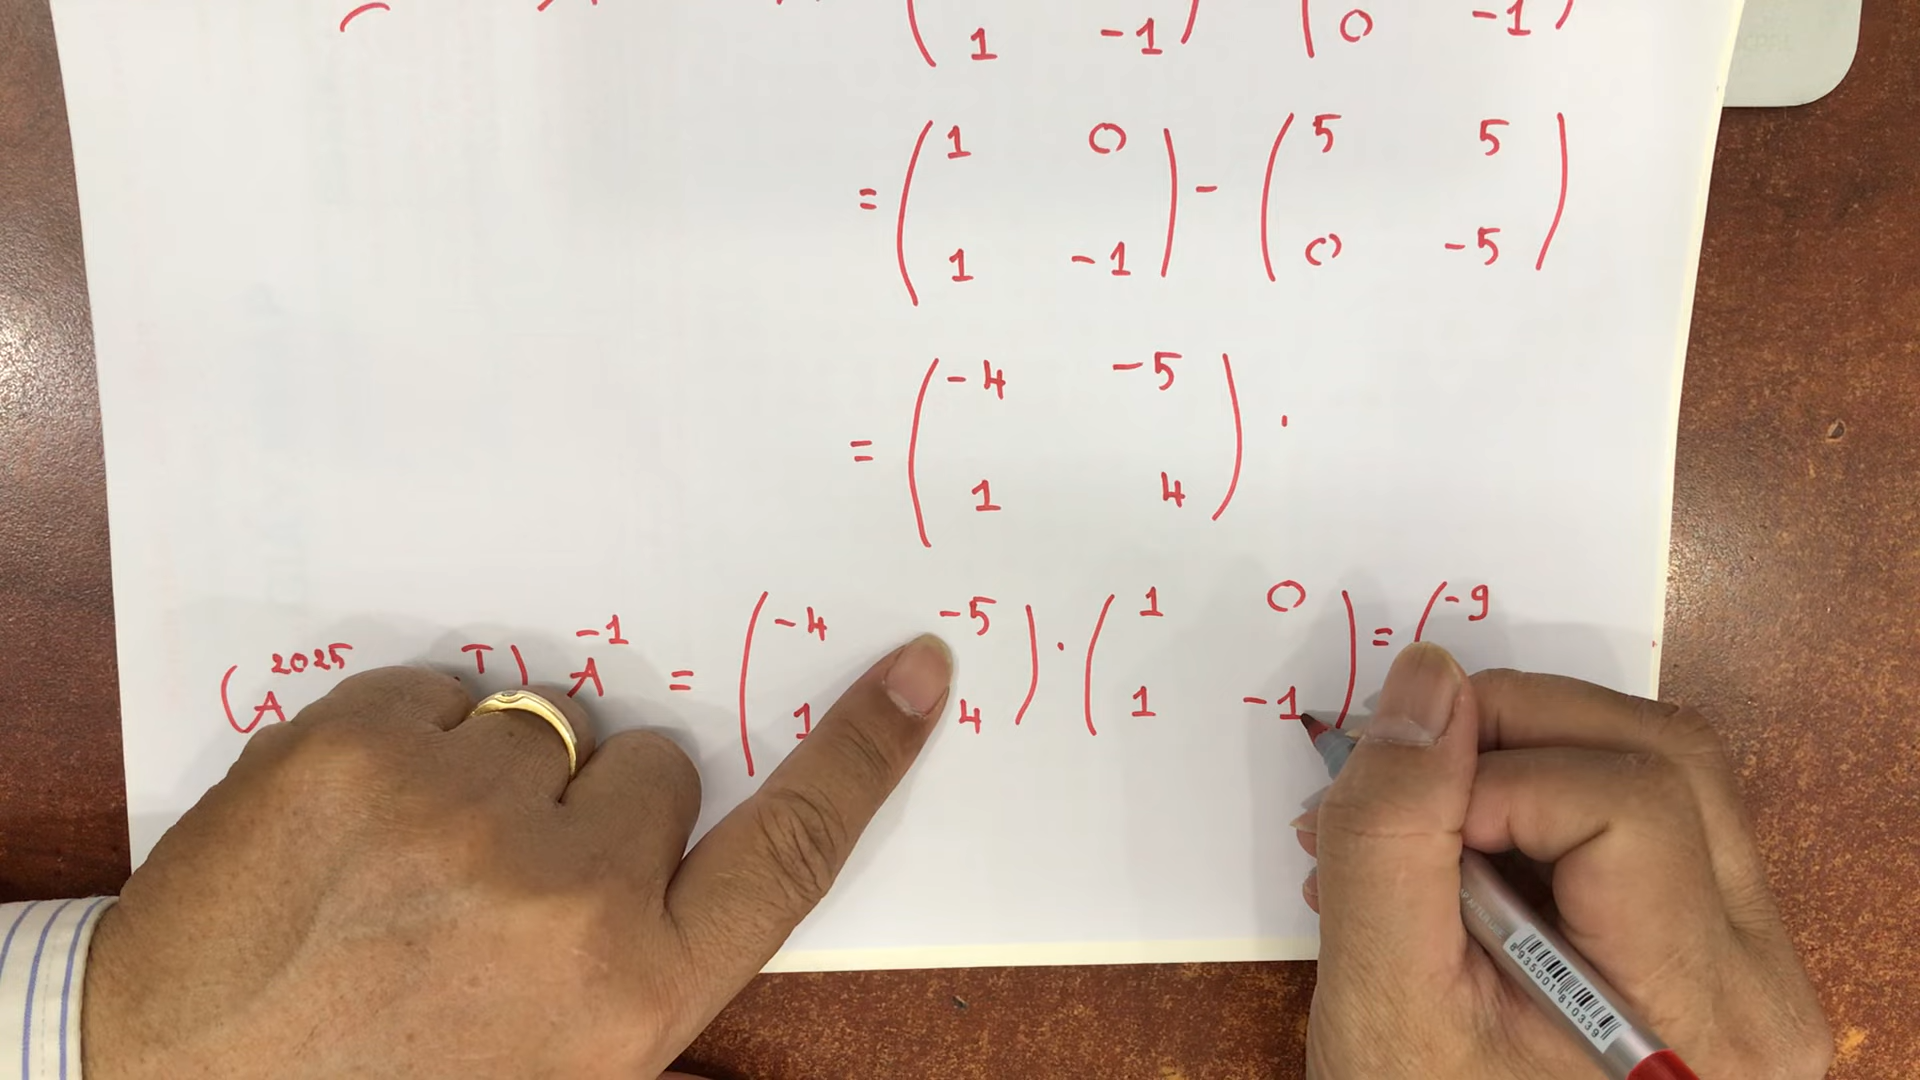 ( 1 -1 ) ( 0 -1 )
= ( 1 0 ) - ( 5 5 )
1 -1 0 -5
= ( -4 -5 ) .
1 4
(A^2025 T) A^-1 = ( -4 -5 ) . ( 1 0 ) = ( -9
1 4 1 -1
8935001810339